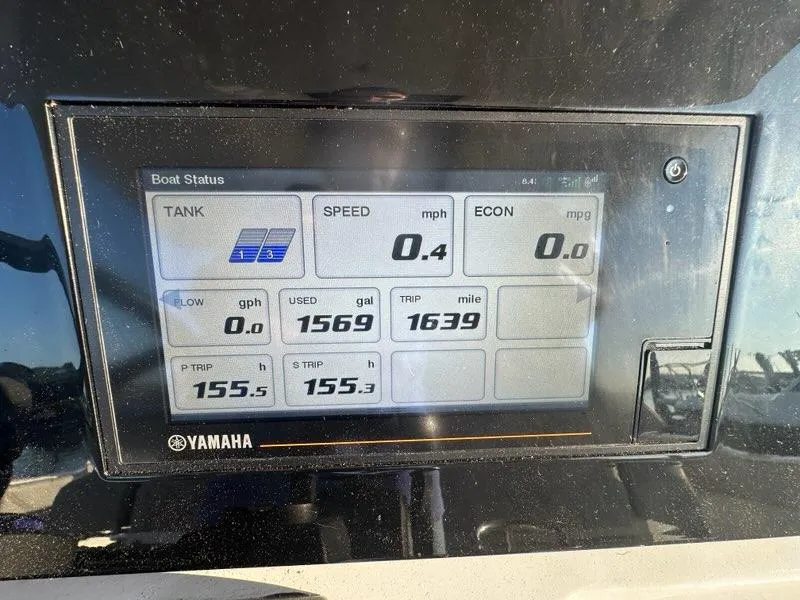 Boat Status
TANK
1 3
SPEED mph
0.4
ECON mpg
0.0
FLOW gph
0.0
USED gal
1569
TRIP mile
1639
P TRIP h
155.5
S TRIP h
155.3
YAMAHA